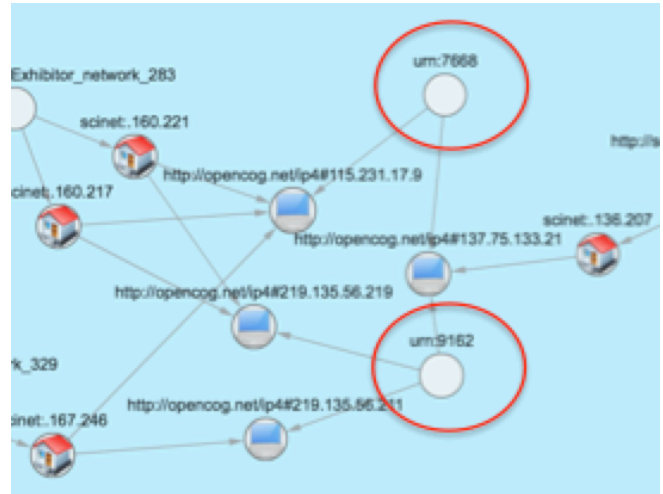 urn:7668
Exhibitor_network_283
scinet:.160.221
http://s
http://opencog.net/ip4#115.231.17.9
cinet:.160.217
scinet:.136.207
http://opencog.net/ip4#137.75.133.21
http://opencog.net/ip4#219.135.56.219
urn:9162
rk_329
http://opencog.net/ip4#219.135.56.211
cinet:.167.246